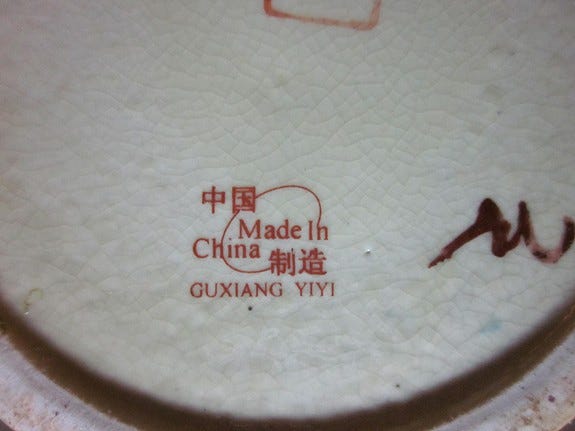 中国
Made In
China 制造
GUXIANG YIYI